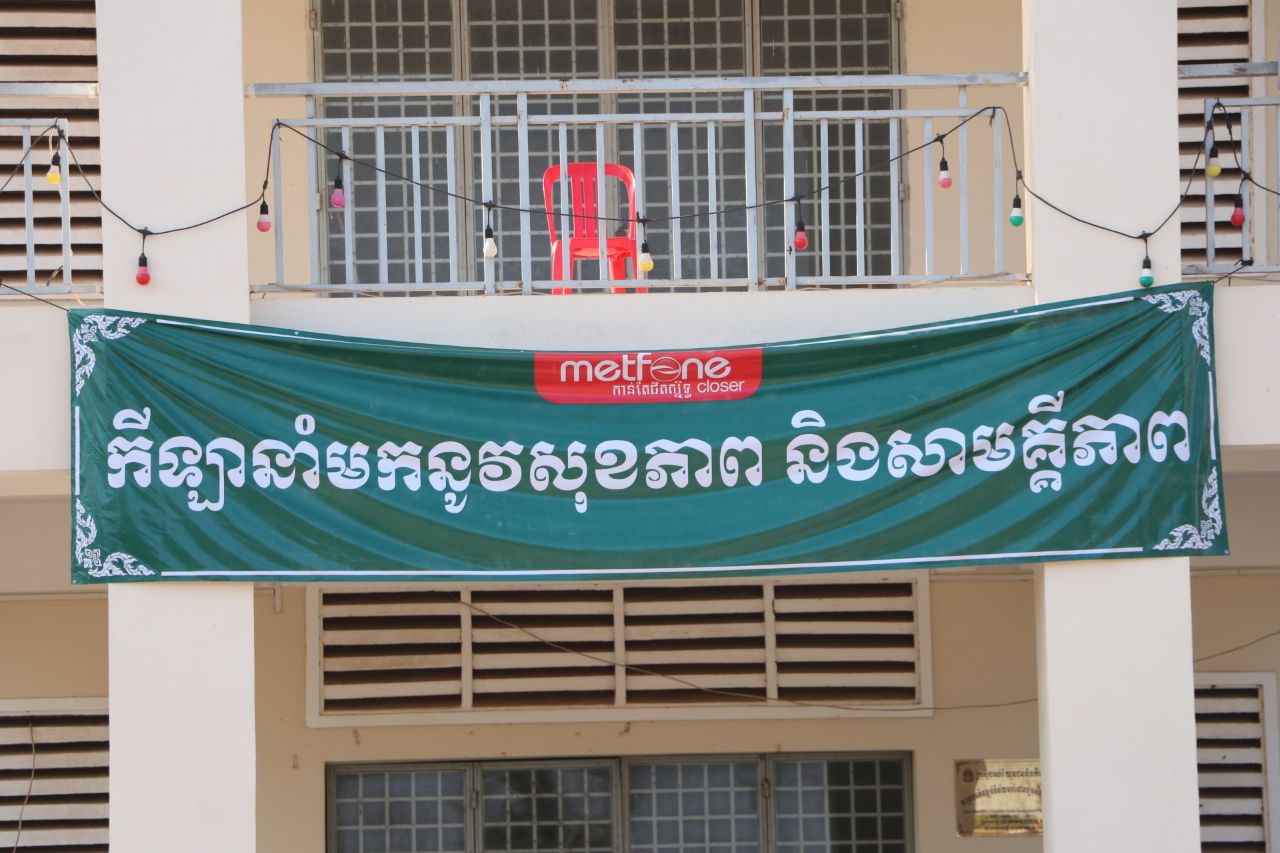 metfone
កាន់តែជិតស្និទ្ធ closer
កីឡានាំមកនូវសុខភាព និងសាមគ្គីភាព